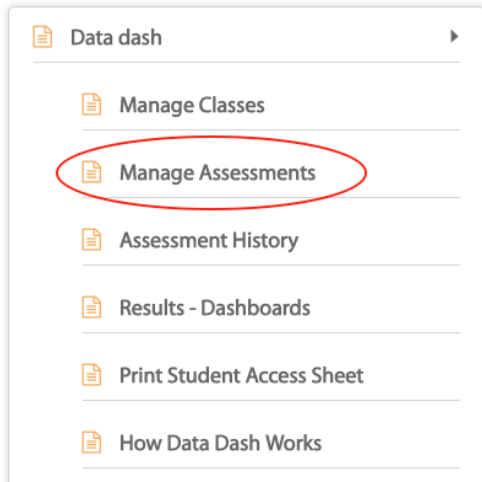 Data dash
Manage Classes
Manage Assessments
Assessment History
Results - Dashboards
Print Student Access Sheet
How Data Dash Works